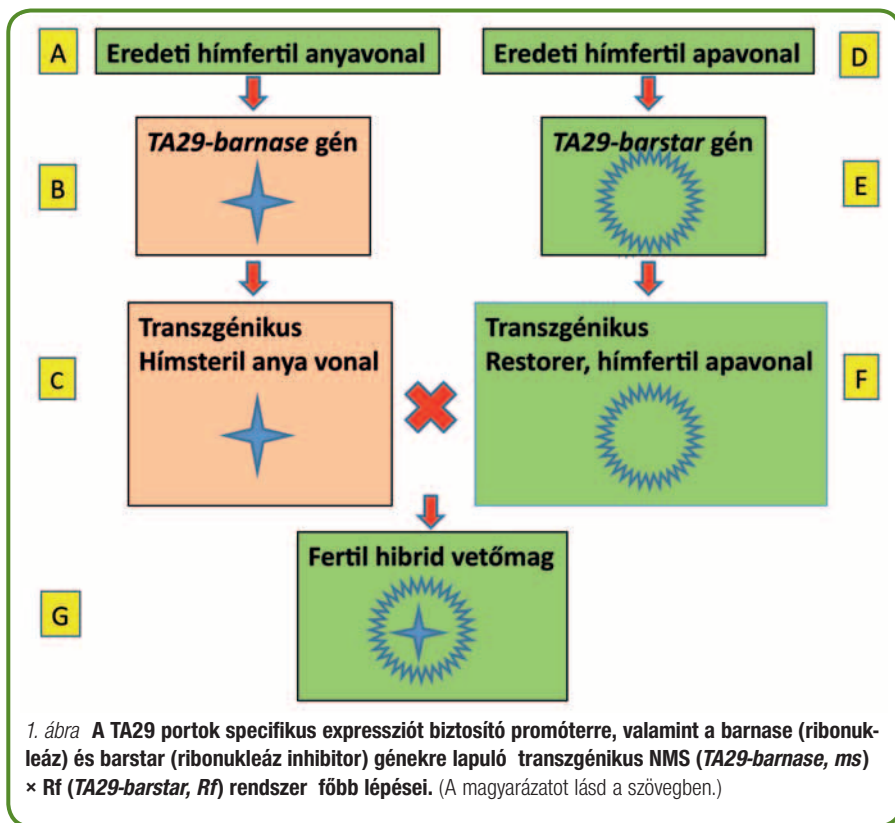 A
Eredeti hímfertil anyavonal
Eredeti hímfertil apavonal
D
TA29-barnase gén
TA29-barstar gén
B
E
Transzgénikus
Hímsteril anya vonal
Transzgénikus
Restorer, hímfertil apavonal
C
F
Fertil hibrid vetőmag
G
1. ábra A TA29 portok specifikus expressziót biztosító promóterre, valamint a barnase (ribonuk-
leáz) és barstar (ribonukleáz inhibitor) génekre lapuló transzgénikus NMS (TA29-barnase, ms)
× Rf (TA29-barstar, Rf) rendszer főbb lépései. (A magyarázatot lásd a szövegben.)